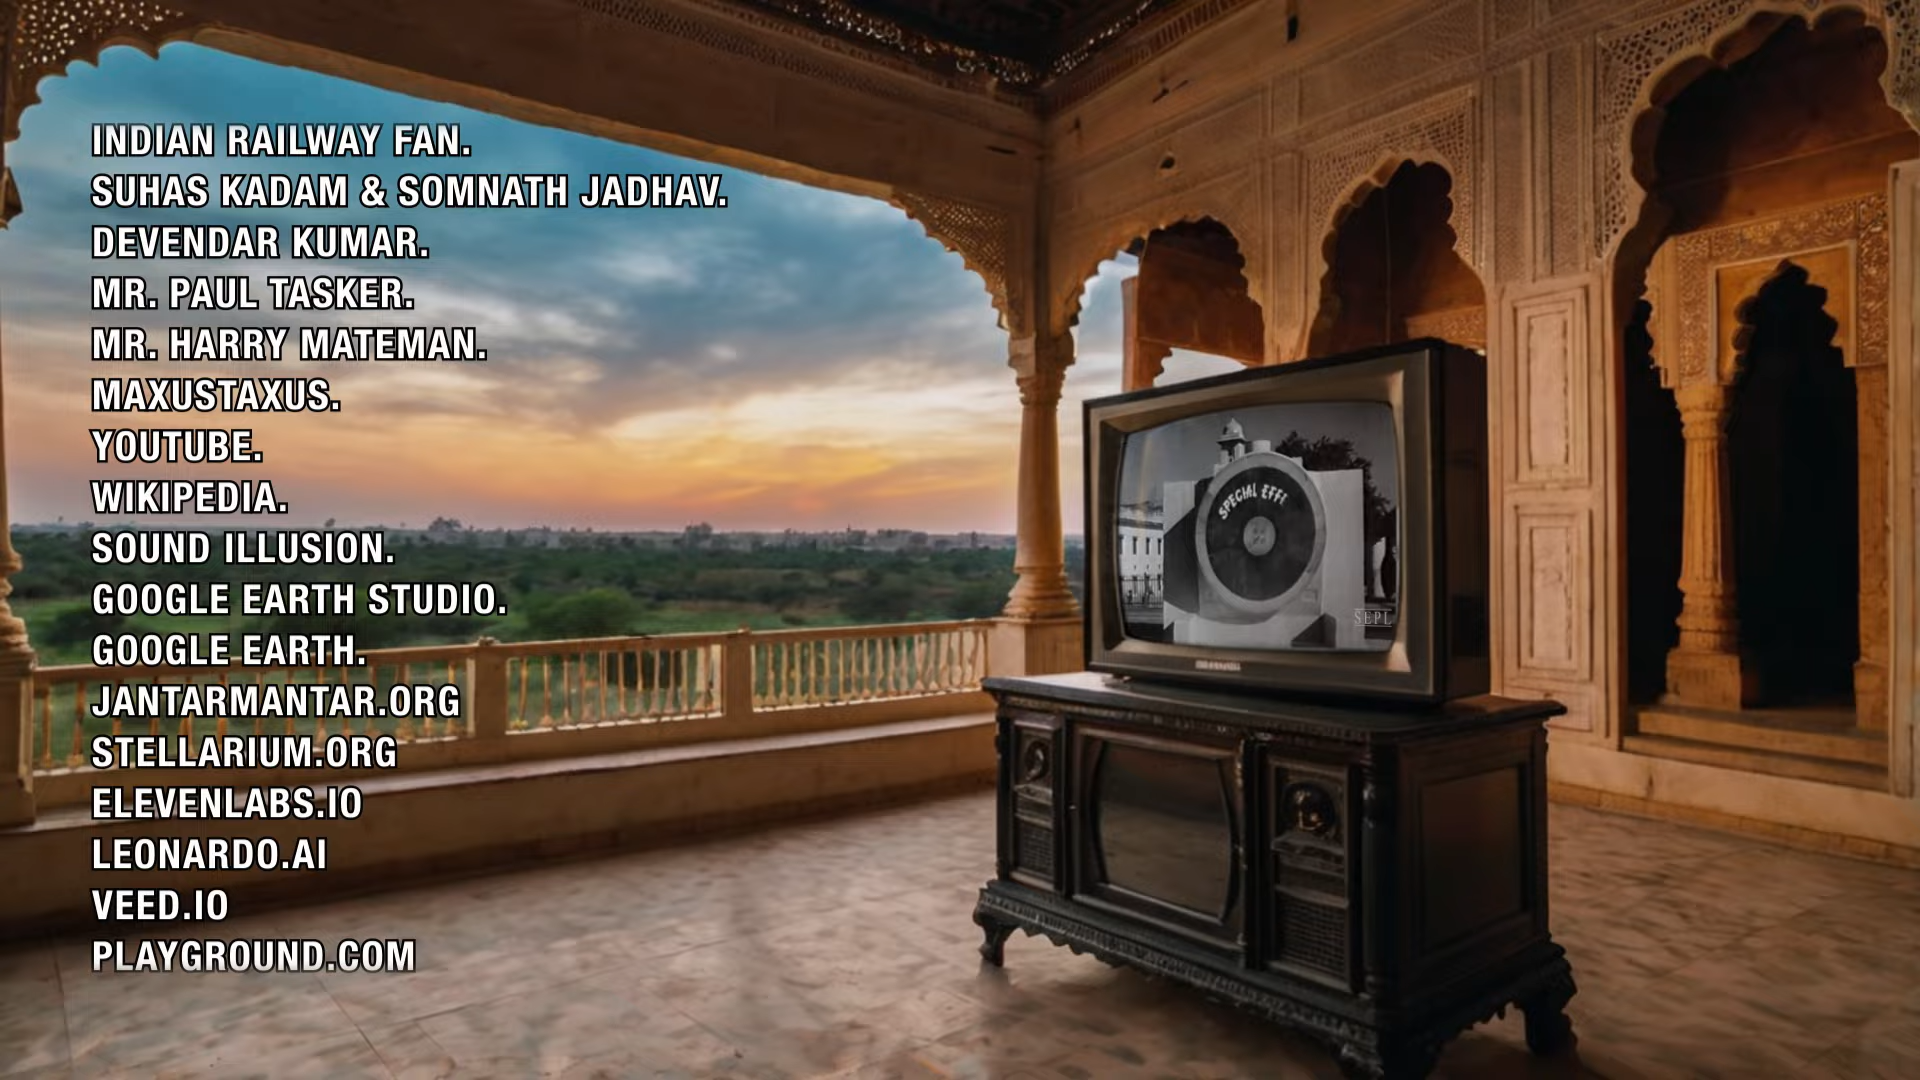 INDIAN RAILWAY FAN.
SUHAS KADAM & SOMNATH JADHAV.
DEVENDAR KUMAR.
MR. PAUL TASKER.
MR. HARRY MATEMAN.
MAXUSTAXUS.
YOUTUBE.
WIKIPEDIA.
SOUND ILLUSION.
GOOGLE EARTH STUDIO.
GOOGLE EARTH.
JANTARMANTAR.ORG
STELLARIUM.ORG
ELEVENLABS.IO
LEONARDO.AI
VEED.IO
PLAYGROUND.COM
SPECIAL EFFE
SEPL